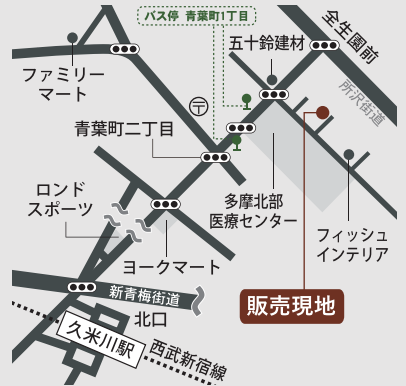 バス停 青葉町1丁目
全生園前
五十鈴建材
ファミリー
マート
所沢街道
〒
青葉町二丁目
ロンド
スポーツ
多摩北部
医療センター
フィッシュ
インテリア
ヨークマート
新青梅街道
販売現地
北口
久米川駅
西武新宿線